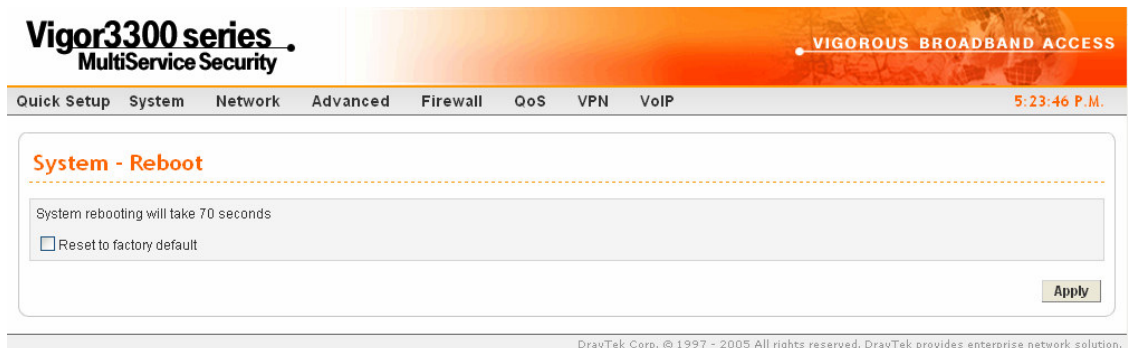 Vigor3300 series
MultiService Security
VIGOROUS BROADBAND ACCESS
Quick Setup System Network Advanced Firewall QoS VPN VoIP 5:23:46 P.M.
System - Reboot
System rebooting will take 70 seconds
Reset to factory default
Apply
DrayTek Corp. © 1997 - 2005 All rights reserved. DrayTek provides enterprise network solution.